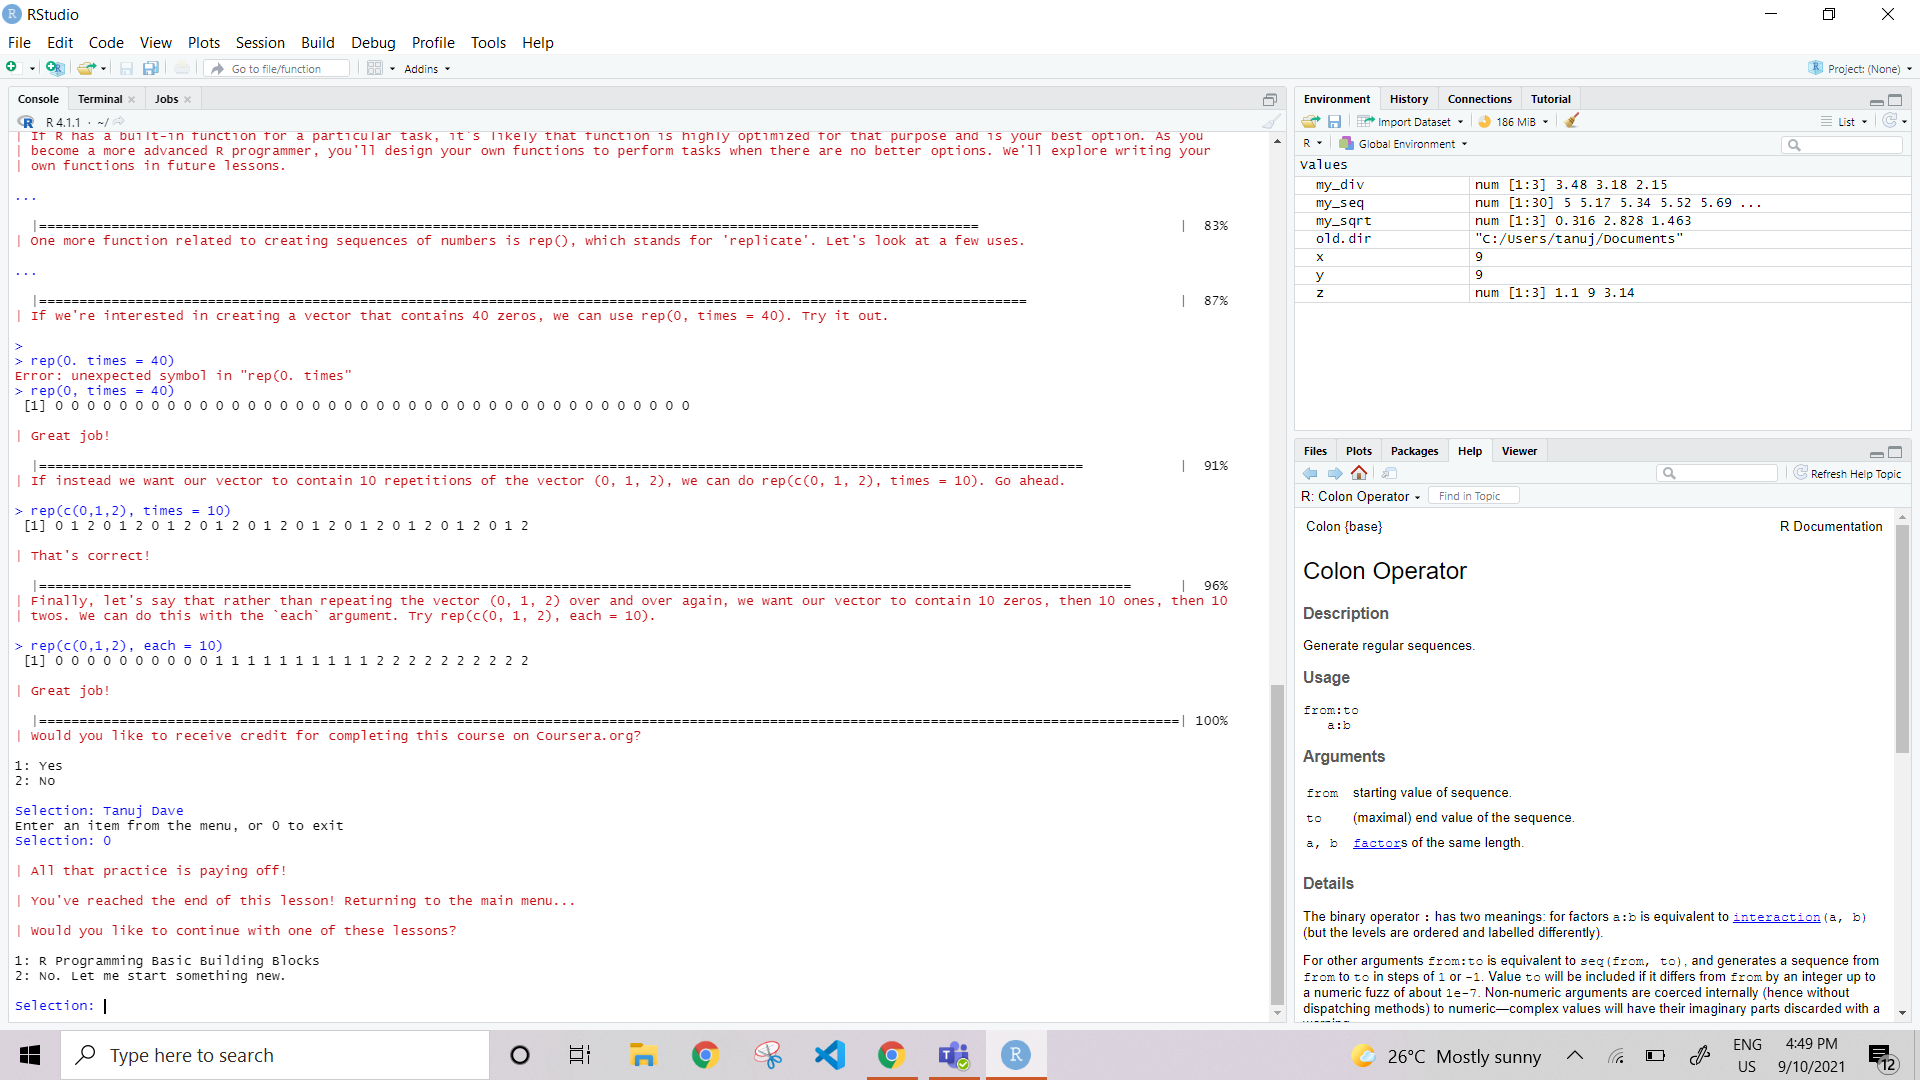 RStudio
File Edit Code View Plots Session Build Debug Profile Tools Help
Go to file/function Addins Project: (None)
Console Terminal Jobs
R 4.1.1 · ~/
| If R has a built-in function for a particular task, it's likely that function is highly optimized for that purpose and is your best option. As you
| become a more advanced R programmer, you'll design your own functions to perform tasks when there are no better options. We'll explore writing your
| own functions in future lessons.
...
|======================================================================================================================= | 83%
| One more function related to creating sequences of numbers is rep(), which stands for 'replicate'. Let's look at a few uses.
...
|============================================================================================================================= | 87%
| If we're interested in creating a vector that contains 40 zeros, we can use rep(0, times = 40). Try it out.
>
> rep(0. times = 40)
Error: unexpected symbol in "rep(0. times"
> rep(0, times = 40)
[1] 0 0 0 0 0 0 0 0 0 0 0 0 0 0 0 0 0 0 0 0 0 0 0 0 0 0 0 0 0 0 0 0 0 0 0 0 0 0 0 0
| Great job!
|==================================================================================================================================== | 91%
| If instead we want our vector to contain 10 repetitions of the vector (0, 1, 2), we can do rep(c(0, 1, 2), times = 10). Go ahead.
> rep(c(0,1,2), times = 10)
[1] 0 1 2 0 1 2 0 1 2 0 1 2 0 1 2 0 1 2 0 1 2 0 1 2 0 1 2 0 1 2
| That's correct!
|========================================================================================================================================== | 96%
| Finally, let's say that rather than repeating the vector (0, 1, 2) over and over again, we want our vector to contain 10 zeros, then 10 ones, then 10
| twos. We can do this with the `each` argument. Try rep(c(0, 1, 2), each = 10).
> rep(c(0,1,2), each = 10)
[1] 0 0 0 0 0 0 0 0 0 0 1 1 1 1 1 1 1 1 1 1 2 2 2 2 2 2 2 2 2 2
| Great job!
|================================================================================================================================================| 100%
| Would you like to receive credit for completing this course on Coursera.org?
1: Yes
2: No
Selection: Tanuj Dave
Enter an item from the menu, or 0 to exit
Selection: 0
| All that practice is paying off!
| You've reached the end of this lesson! Returning to the main menu...
| Would you like to continue with one of these lessons?
1: R Programming Basic Building Blocks
2: No. Let me start something new.
Selection:
Environment History Connections Tutorial
Import Dataset 186 MiB List
R Global Environment
Values
my_div num [1:3] 3.48 3.18 2.15
my_seq num [1:30] 5 5.17 5.34 5.52 5.69 ...
my_sqrt num [1:3] 0.316 2.828 1.463
old.dir "C:/Users/tanuj/Documents"
x 9
y 9
z num [1:3] 1.1 9 3.14
Files Plots Packages Help Viewer
Refresh Help Topic
R: Colon Operator Find in Topic
Colon {base} R Documentation
Colon Operator
Description
Generate regular sequences.
Usage
from:to
a:b
Arguments
from starting value of sequence.
to (maximal) end value of the sequence.
a, b factors of the same length.
Details
The binary operator : has two meanings: for factors a:b is equivalent to interaction(a, b)
(but the levels are ordered and labelled differently).
For other arguments from:to is equivalent to seq(from, to), and generates a sequence from
from to to in steps of 1 or -1. Value to will be included if it differs from from by an integer up to
a numeric fuzz of about 1e-7. Non-numeric arguments are coerced internally (hence without
dispatching methods) to numeric—complex values will have their imaginary parts discarded with a
warning.
Type here to search
26°C Mostly sunny
ENG
US
4:49 PM
9/10/2021
12